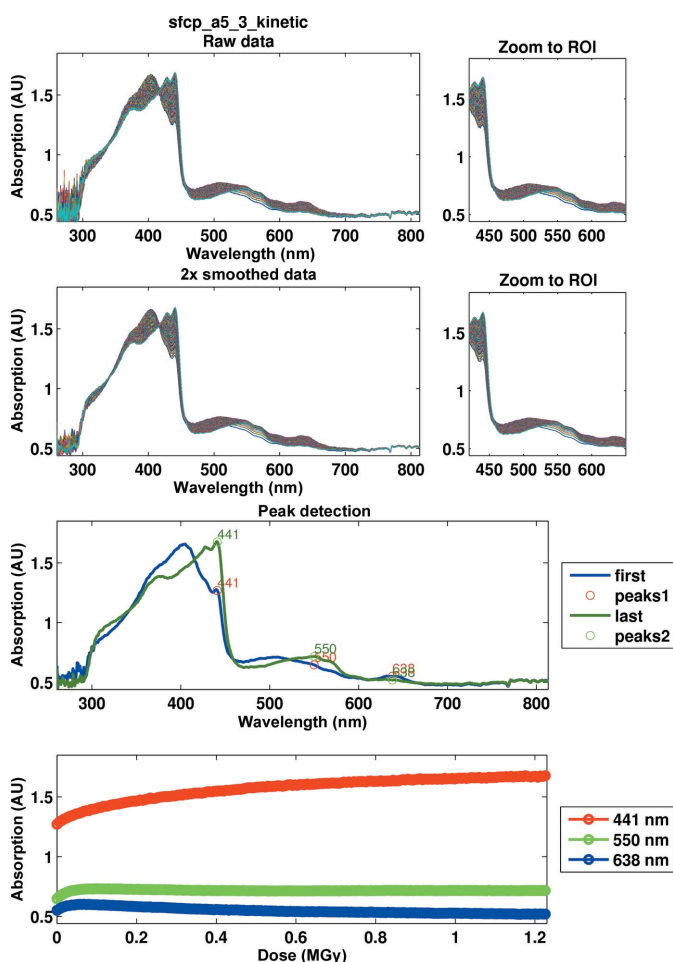 sfcp_a5_3_kinetic
Raw data
Absorption (AU)
1.5
1
0.5
300 400 500 600 700 800
Wavelength (nm)
Zoom to ROI
1.5
1
0.5
450 500 550 600
2x smoothed data
Absorption (AU)
1.5
1
0.5
300 400 500 600 700 800
Wavelength (nm)
Zoom to ROI
1.5
1
0.5
450 500 550 600
Peak detection
Absorption (AU)
2
1.5
1
0.5
441
441
550
550
638
638
300 400 500 600 700 800
Wavelength (nm)
first
peaks1
last
peaks2
Absorption (AU)
1.5
1
0.5
0 0.2 0.4 0.6 0.8 1 1.2
Dose (MGy)
441 nm
550 nm
638 nm